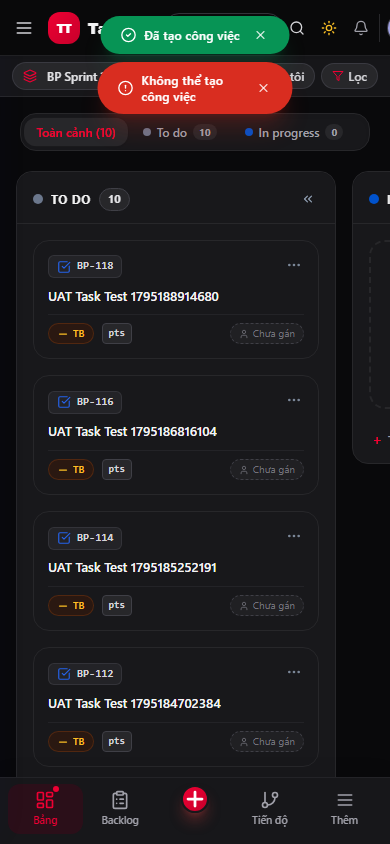 TT
Ta
Đã tạo công việc
BP Sprint
Không thể tạo
công việc
tôi
Lọc
Toàn cảnh (10)
To do 10
In progress 0
TO DO 10
BP-118
UAT Task Test 1795188914680
TB pts Chưa gán
BP-116
UAT Task Test 1795186816104
TB pts Chưa gán
BP-114
UAT Task Test 1795185252191
TB pts Chưa gán
BP-112
UAT Task Test 1795184702384
TB pts Chưa gán
Bảng
Backlog
Tiến độ
Thêm